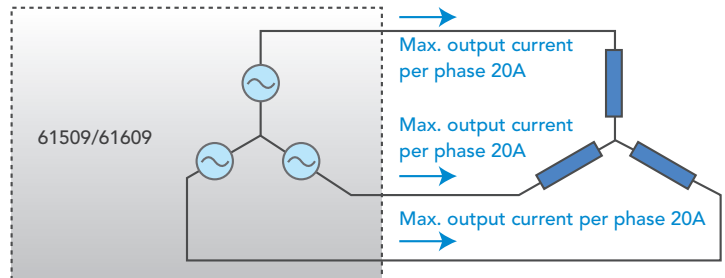 Max. output current
per phase 20A
61509/61609
Max. output current
per phase 20A
Max. output current per phase 20A